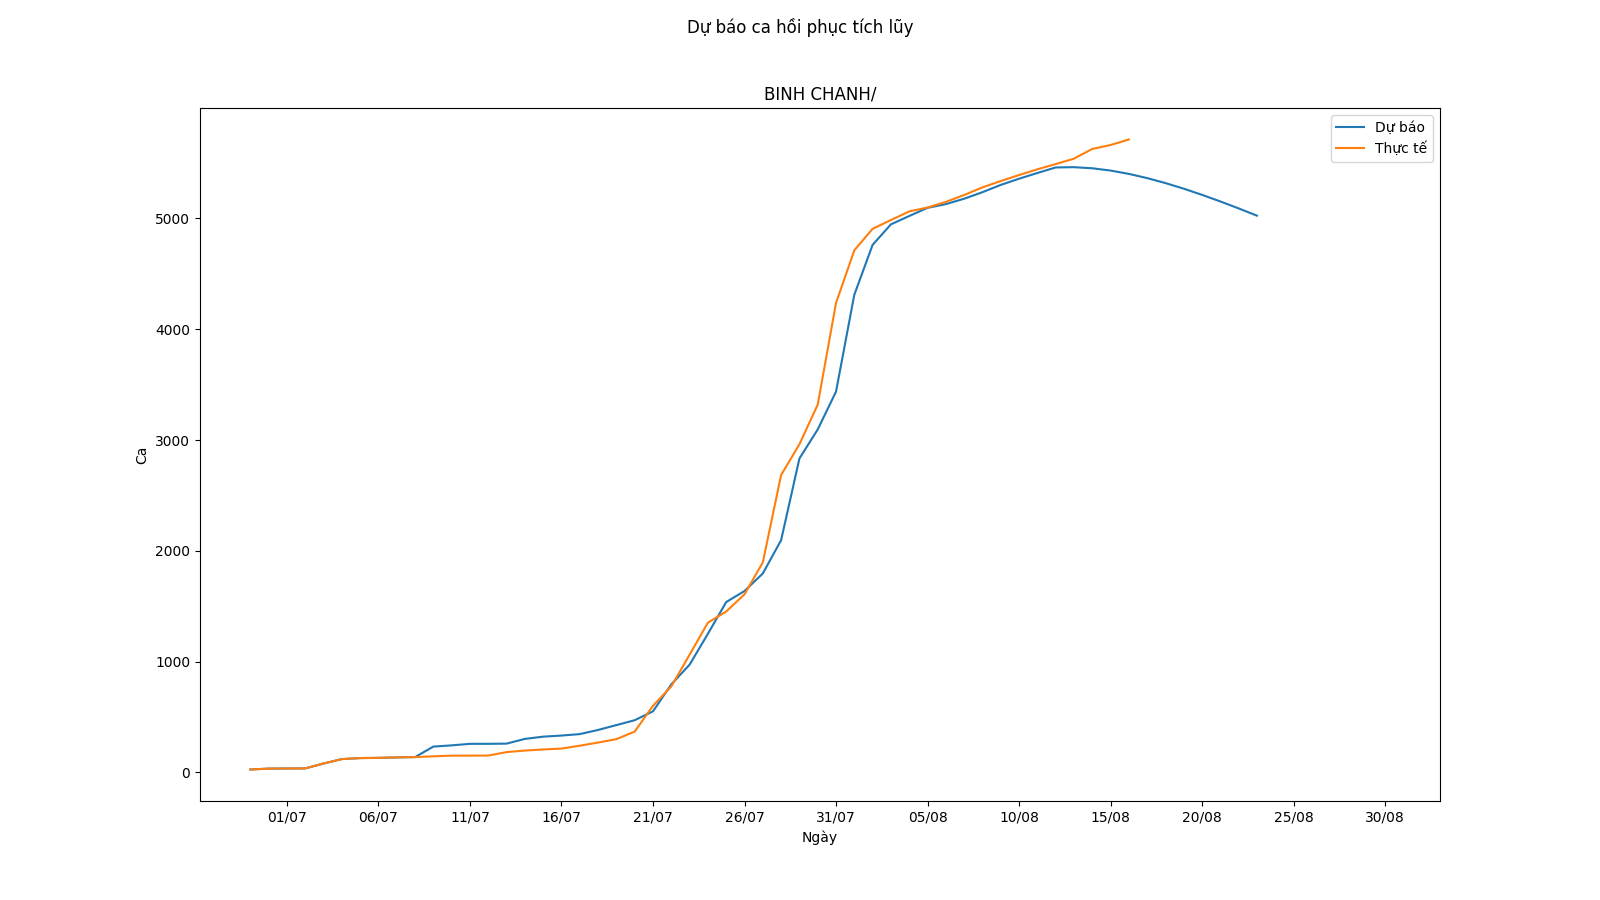 Dự báo ca hồi phục tích lũy
BINH CHANH/
Dự báo
Thực tế
5000
4000
3000
2000
1000
0
Ca
01/07 06/07 11/07 16/07 21/07 26/07 31/07 05/08 10/08 15/08 20/08 25/08 30/08
Ngày